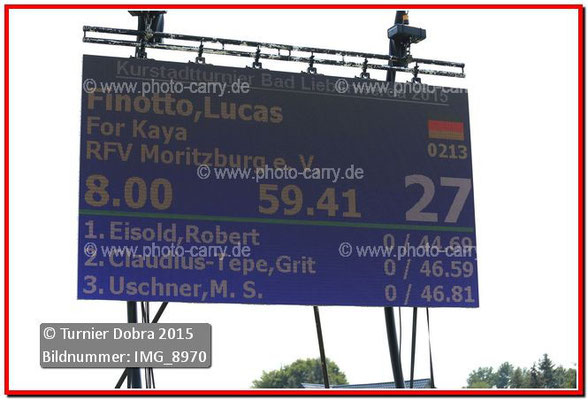 © www.photo-carry.de © www.photo-carry.de
Kurstadtturnier Bad Lieb 2015
Finotto,Lucas
For Kaya
RFV Moritzburg e. V.
0213
© www.photo-carry.de
8.00 59.41 27
1. Eisold,Robert 0 / 44.69
© www.photo-carry.de © www.photo-carry.de
2. Claudius-Tepe,Grit 0 / 46.59
3. Uschner,M. S. 0 / 46.81
© Turnier Dobra 2015
Bildnummer: IMG_8970